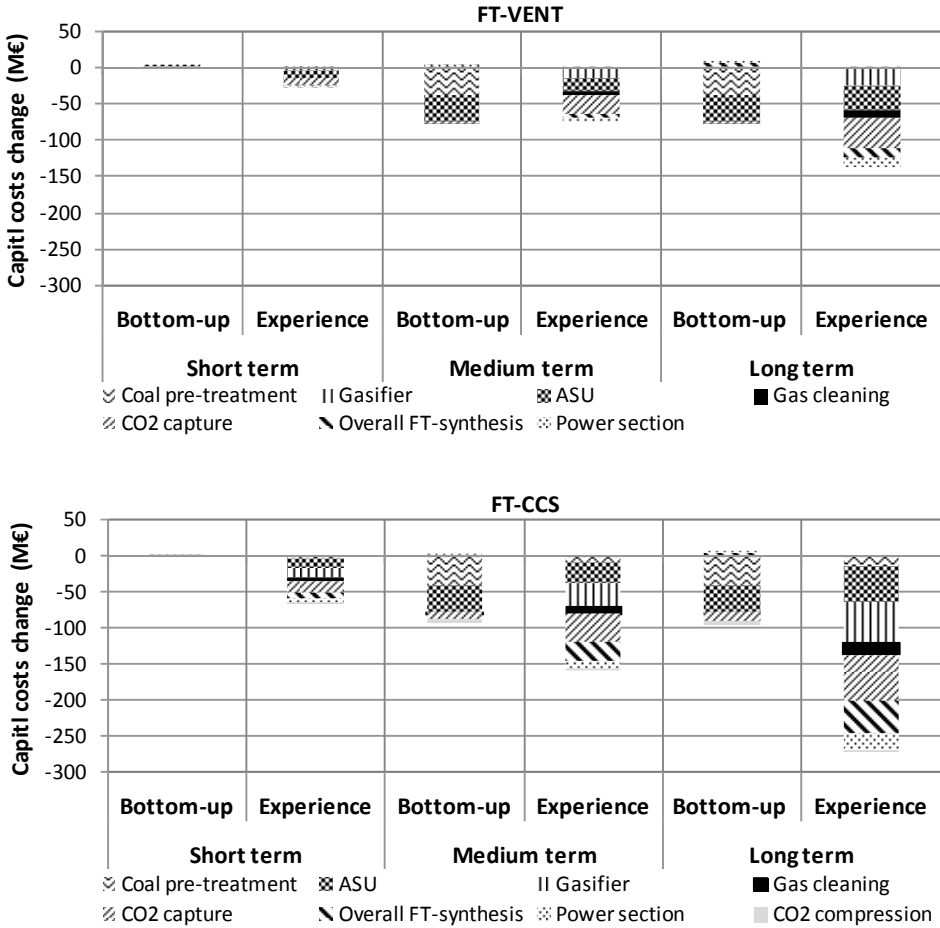 FT-VENT
Capitl costs change (M€)
50
0
-50
-100
-150
-200
-250
-300
Bottom-up Experience Bottom-up Experience Bottom-up Experience
Short term Medium term Long term
Coal pre-treatment Gasifier ASU Gas cleaning
CO2 capture Overall FT-synthesis Power section
FT-CCS
Capitl costs change (M€)
50
0
-50
-100
-150
-200
-250
-300
Bottom-up Experience Bottom-up Experience Bottom-up Experience
Short term Medium term Long term
Coal pre-treatment ASU Gasifier Gas cleaning
CO2 capture Overall FT-synthesis Power section CO2 compression